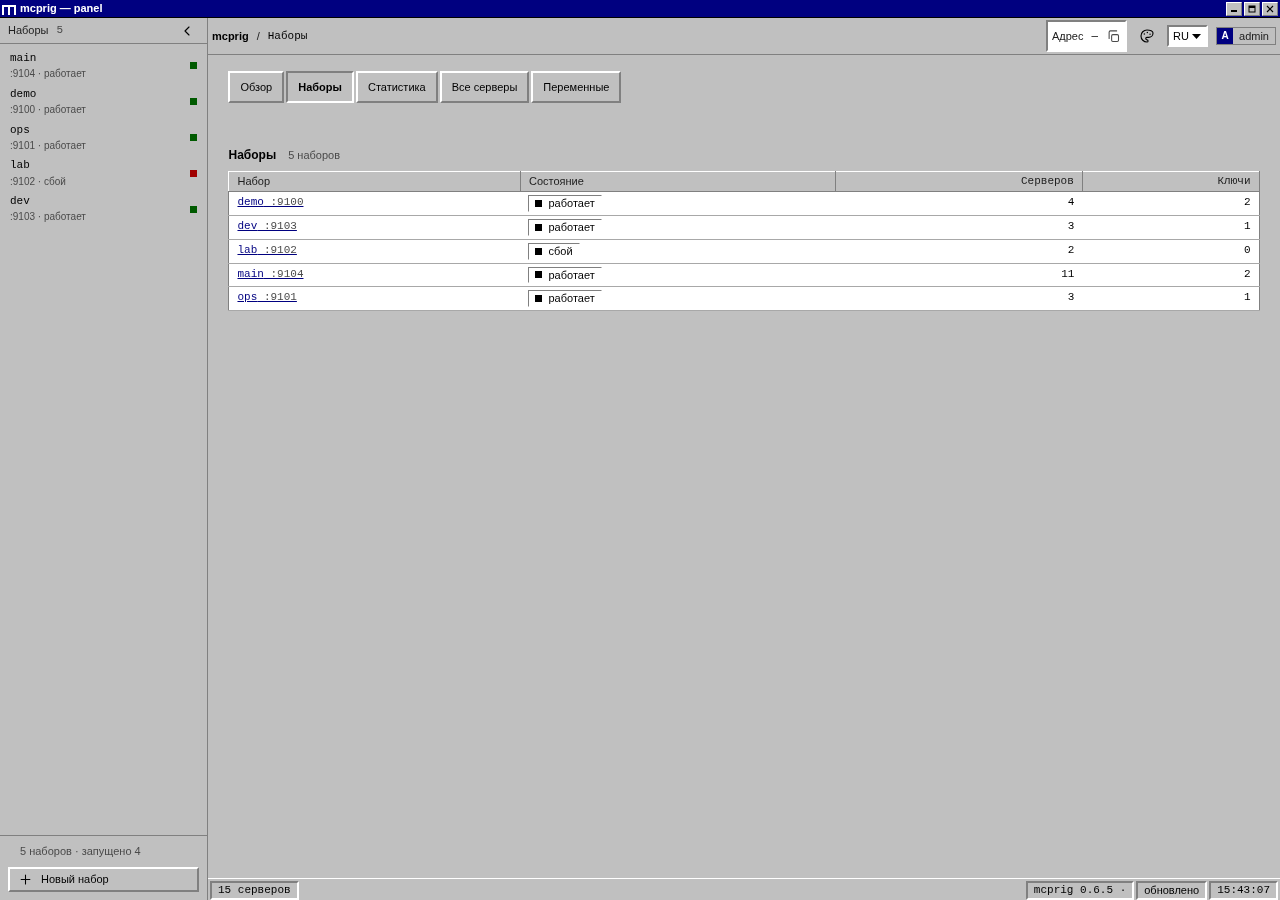 mcprig — panel
Наборы 5
main
:9104 · работает
demo
:9100 · работает
ops
:9101 · работает
lab
:9102 · сбой
dev
:9103 · работает
5 наборов · запущено 4
Новый набор
mcprig / Наборы
Адрес —
RU
A admin
Обзор Наборы Статистика Все серверы Переменные
Наборы 5 наборов
Набор Состояние Серверов Ключи
demo :9100 работает 4 2
dev :9103 работает 3 1
lab :9102 сбой 2 0
main :9104 работает 11 2
ops :9101 работает 3 1
15 серверов
mcprig 0.6.5 · обновлено 15:43:07